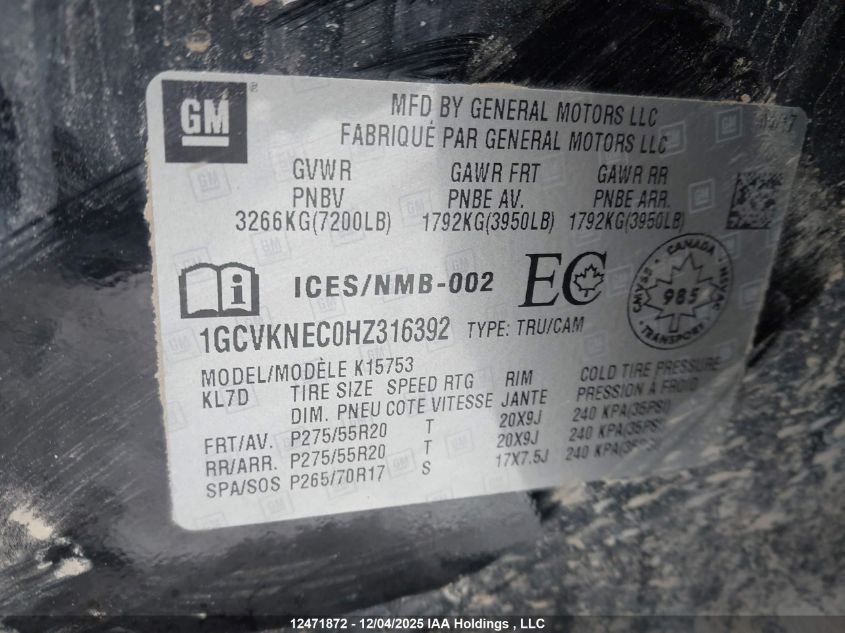 GM
MFD BY GENERAL MOTORS LLC
FABRIQUÉ PAR GENERAL MOTORS LLC
GVWR GAWR FRT GAWR RR
PNBV PNBE AV. PNBE ARR.
3266KG(7200LB) 1792KG(3950LB) 1792KG(3950LB)
ICES/NMB-002 EC
CANADA
985
TRANSPORT
1GCVKNEC0HZ316392 TYPE: TRU/CAM
MODEL/MODÈLE K15753
KL7D TIRE SIZE SPEED RTG RIM COLD TIRE PRESSURE
DIM. PNEU COTE VITESSE JANTE PRESSION À FROID
FRT/AV. P275/55R20 T 20X9J 240 KPA(35PSI)
RR/ARR. P275/55R20 T 20X9J 240 KPA(35PSI)
SPA/SOS P265/70R17 S 17X7.5J 240 KPA(35PSI)
12471872 - 12/04/2025 IAA Holdings , LLC